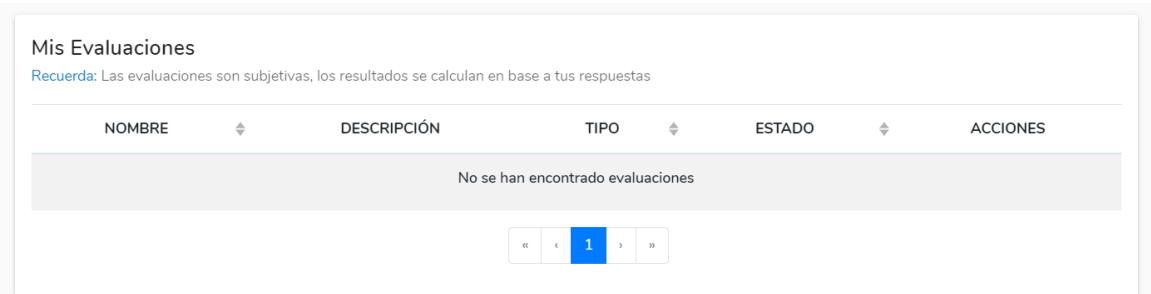 Mis Evaluaciones
Recuerda: Las evaluaciones son subjetivas, los resultados se calculan en base a tus respuestas
NOMBRE DESCRIPCIÓN TIPO ESTADO ACCIONES
No se han encontrado evaluaciones
« ‹ 1 › »